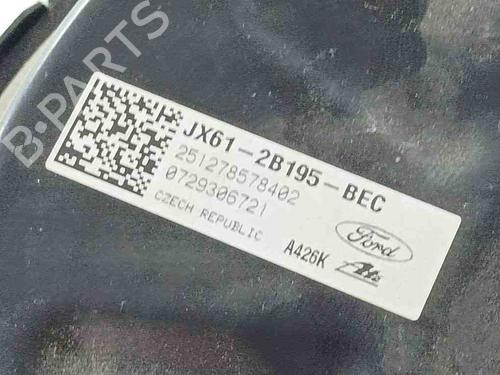 B-PARTS
JX61-2B195-BEC
251278578402
0729306721
CZECH REPUBLIC
A426K
Ford
Ate